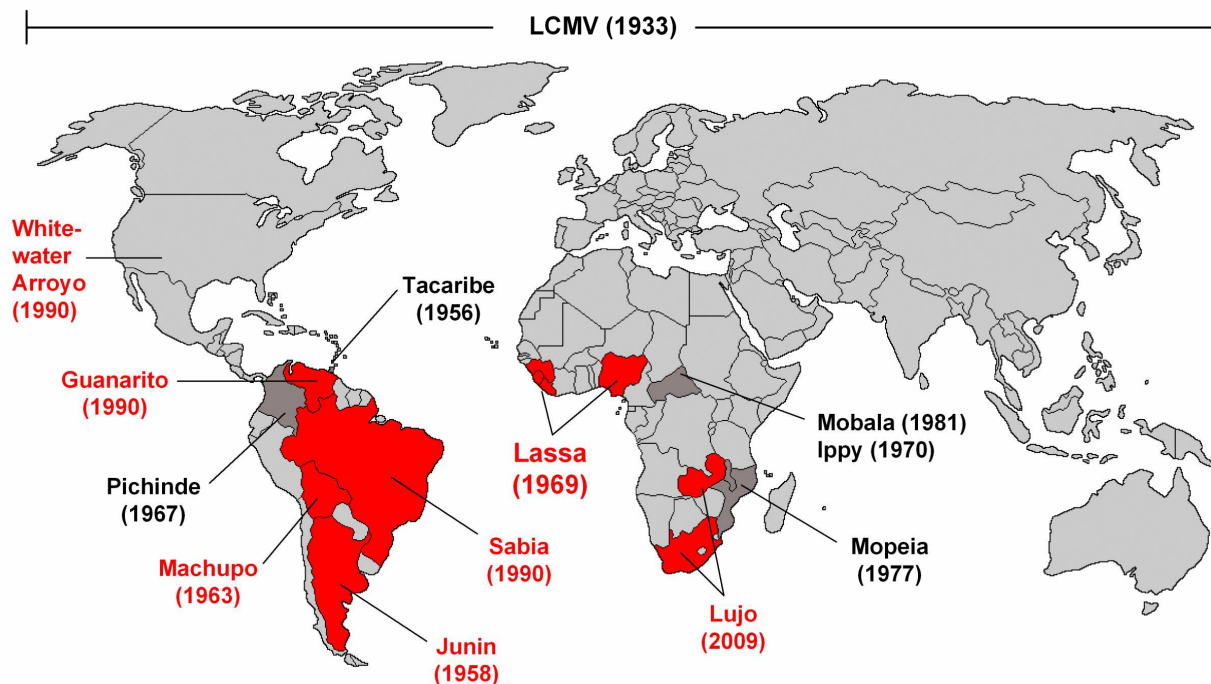 LCMV (1933)
White-
water
Arroyo
(1990)
Tacaribe
(1956)
Guanarito
(1990)
Pichinde
(1967)
Machupo
(1963)
Junin
(1958)
Sabia
(1990)
Lassa
(1969)
Mobala (1981)
Ippy (1970)
Mopeia
(1977)
Lujo
(2009)